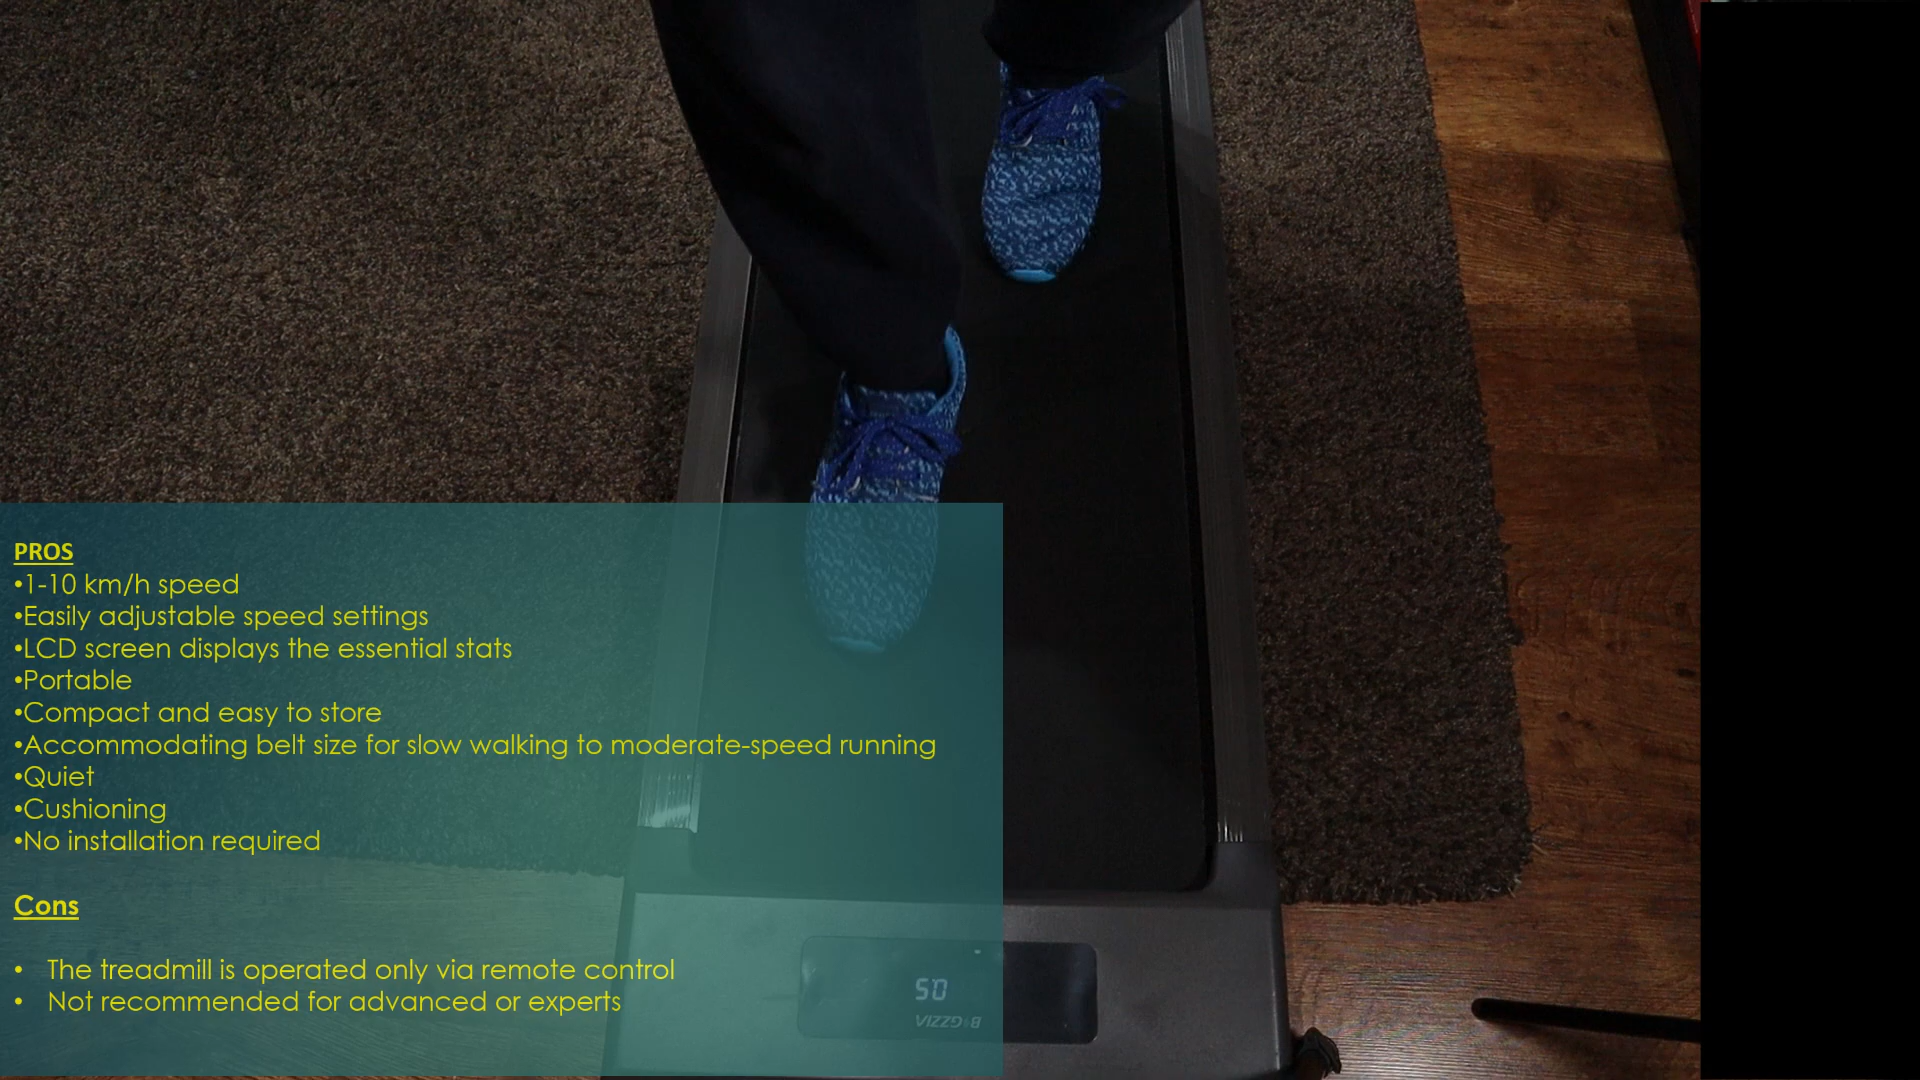 PROS
•1-10 km/h speed
•Easily adjustable speed settings
•LCD screen displays the essential stats
•Portable
•Compact and easy to store
•Accommodating belt size for slow walking to moderate-speed running
•Quiet
•Cushioning
•No installation required
Cons
• The treadmill is operated only via remote control
• Not recommended for advanced or experts
BIGZZIA